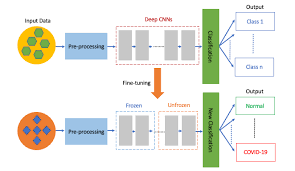 Input Data
Deep CNNs
Output
Pre-processing
Classification
Class 1
Class n
Fine-tuning
Frozen
Unfrozen
Output
Pre-processing
New Classification
Normal
COVID-19